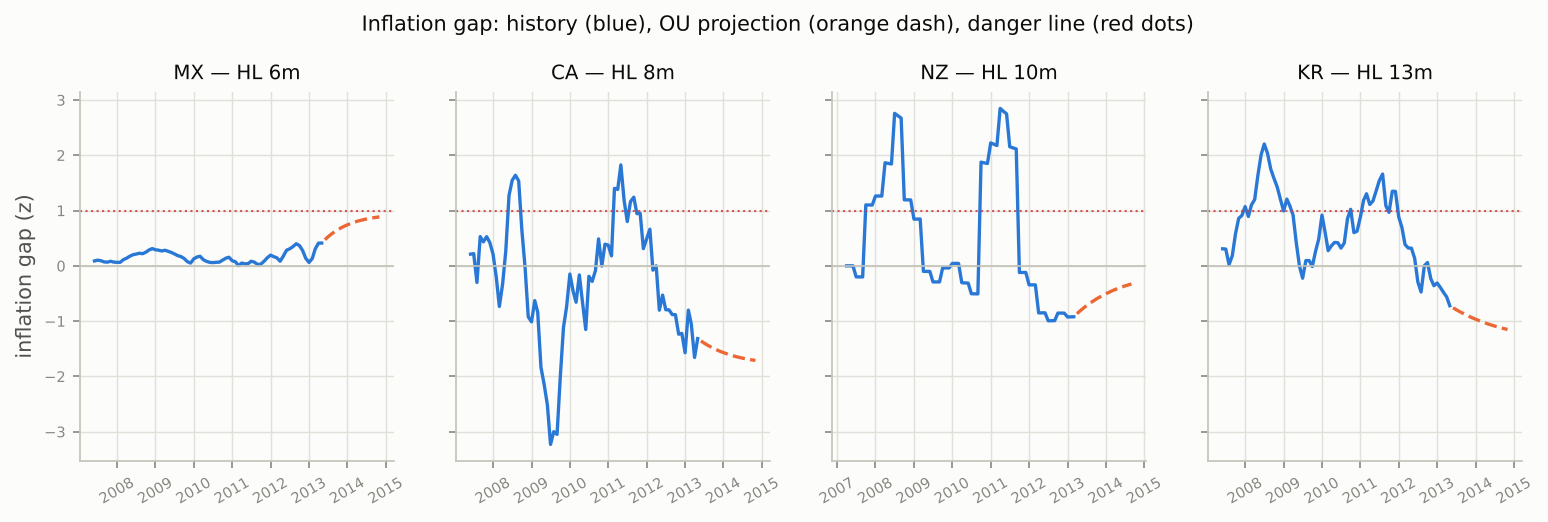 Inflation gap: history (blue), OU projection (orange dash), danger line (red dots)
MX — HL 6m
CA — HL 8m
NZ — HL 10m
KR — HL 13m
inflation gap (z)
3
2
1
0
−1
−2
−3
2008 2009 2010 2011 2012 2013 2014 2015
2008 2009 2010 2011 2012 2013 2014 2015
2007 2008 2009 2010 2011 2012 2013 2014 2015
2008 2009 2010 2011 2012 2013 2014 2015